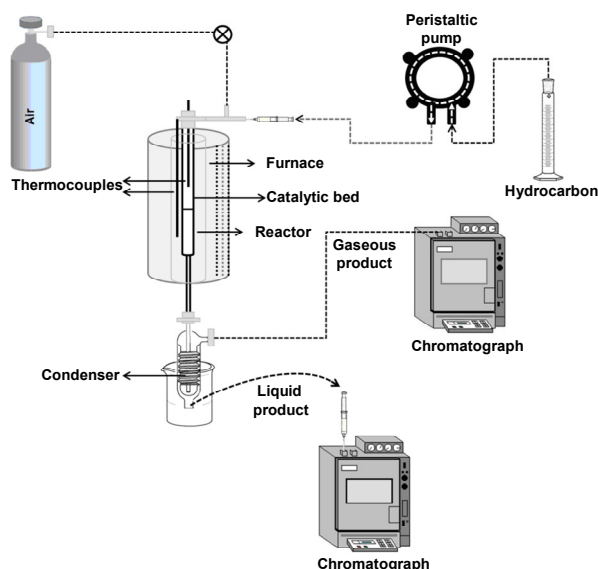 Peristaltic
pump
Air
Furnace
Thermocouples
Catalytic bed
Hydrocarbon
Reactor
Gaseous
product
Chromatograph
Condenser
Liquid
product
Chromatograph